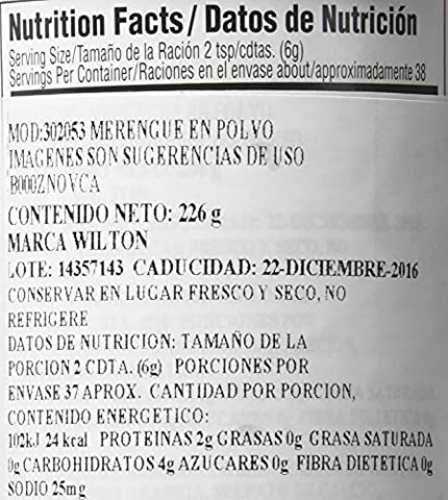 Nutrition Facts / Datos de Nutrición
Serving Size/Tamaño de la Ración 2 tsp/cdtas. (6g)
Servings Per Container/Raciones en el envase about/approximadamente 38
MOD:302053 MERENGUE EN POLVO
IMAGENES SON SUGERENCIAS DE USO
B000ZNOVCA
CONTENIDO NETO: 226 g
MARCA WILTON
LOTE: 14357143 CADUCIDAD: 22-DICIEMBRE-2016
CONSERVAR EN LUGAR FRESCO Y SECO, NO
REFRIGERE
DATOS DE NUTRICION: TAMAÑO DE LA
PORCION 2 CDTA. (6g) PORCIONES POR
ENVASE 37 APROX. CANTIDAD POR PORCION,
CONTENIDO ENERGETICO:
102kJ 24 kcal PROTEINAS 2g GRASAS 0g GRASA SATURADA
0g CARBOHIDRATOS 4g AZUCARES 0g FIBRA DIETETICA 0g
SODIO 25mg